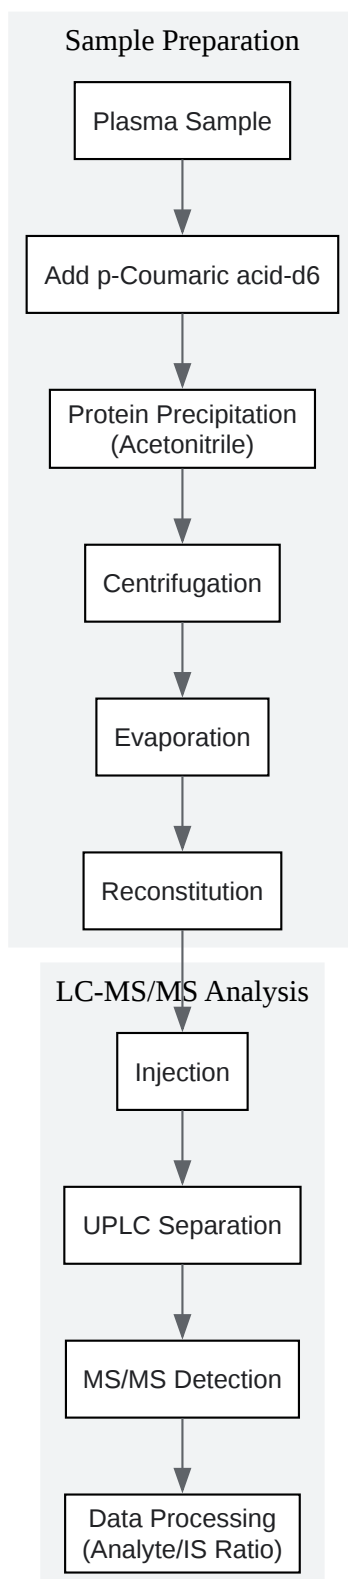 Sample Preparation
Plasma Sample
Add p-Coumaric acid-d6
Protein Precipitation
(Acetonitrile)
Centrifugation
Evaporation
Reconstitution
LC-MS/MS Analysis
Injection
UPLC Separation
MS/MS Detection
Data Processing
(Analyte/IS Ratio)